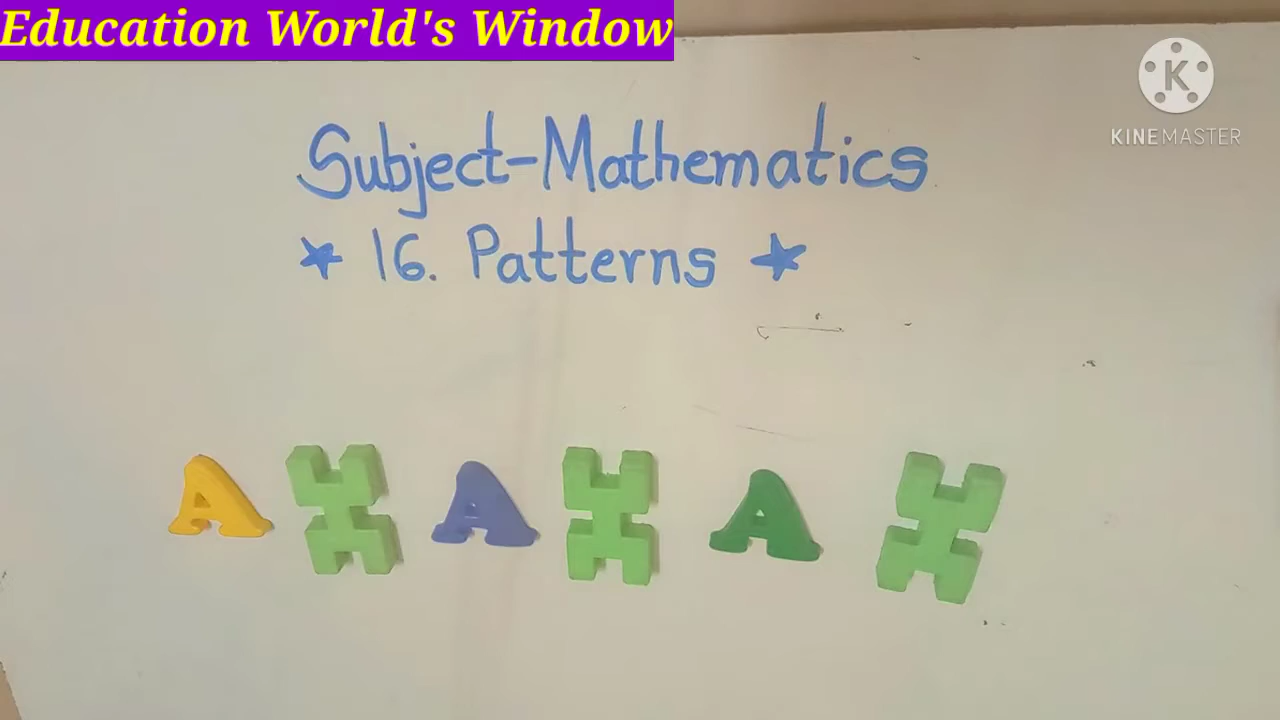 Education World's Window
K
KINEMASTER
Subject-Mathematics
★ 16. Patterns ★
A A A